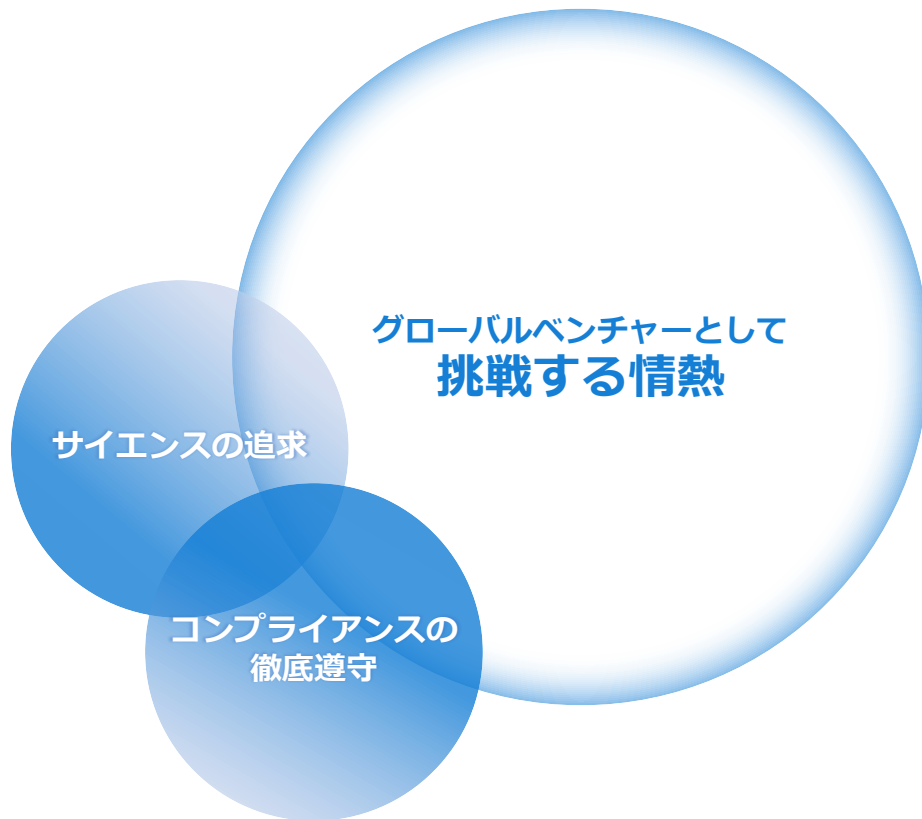 グローバルベンチャーとして
挑戦する情熱
サイエンスの追求
コンプライアンスの
徹底遵守